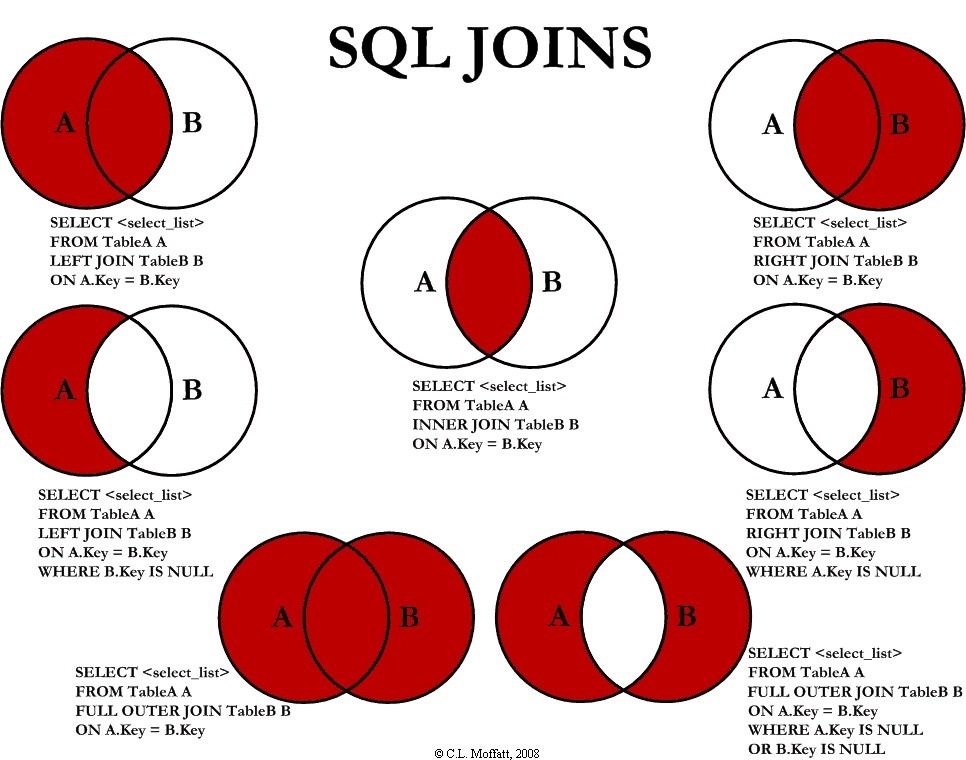 SQL JOINS
A B
SELECT <select_list>
FROM TableA A
LEFT JOIN TableB B
ON A.Key = B.Key
A B
SELECT <select_list>
FROM TableA A
RIGHT JOIN TableB B
ON A.Key = B.Key
A B
SELECT <select_list>
FROM TableA A
INNER JOIN TableB B
ON A.Key = B.Key
A B
SELECT <select_list>
FROM TableA A
LEFT JOIN TableB B
ON A.Key = B.Key
WHERE B.Key IS NULL
A B
SELECT <select_list>
FROM TableA A
RIGHT JOIN TableB B
ON A.Key = B.Key
WHERE A.Key IS NULL
A B
SELECT <select_list>
FROM TableA A
FULL OUTER JOIN TableB B
ON A.Key = B.Key
A B
SELECT <select_list>
FROM TableA A
FULL OUTER JOIN TableB B
ON A.Key = B.Key
WHERE A.Key IS NULL
OR B.Key IS NULL
© C.L. Moffatt, 2008